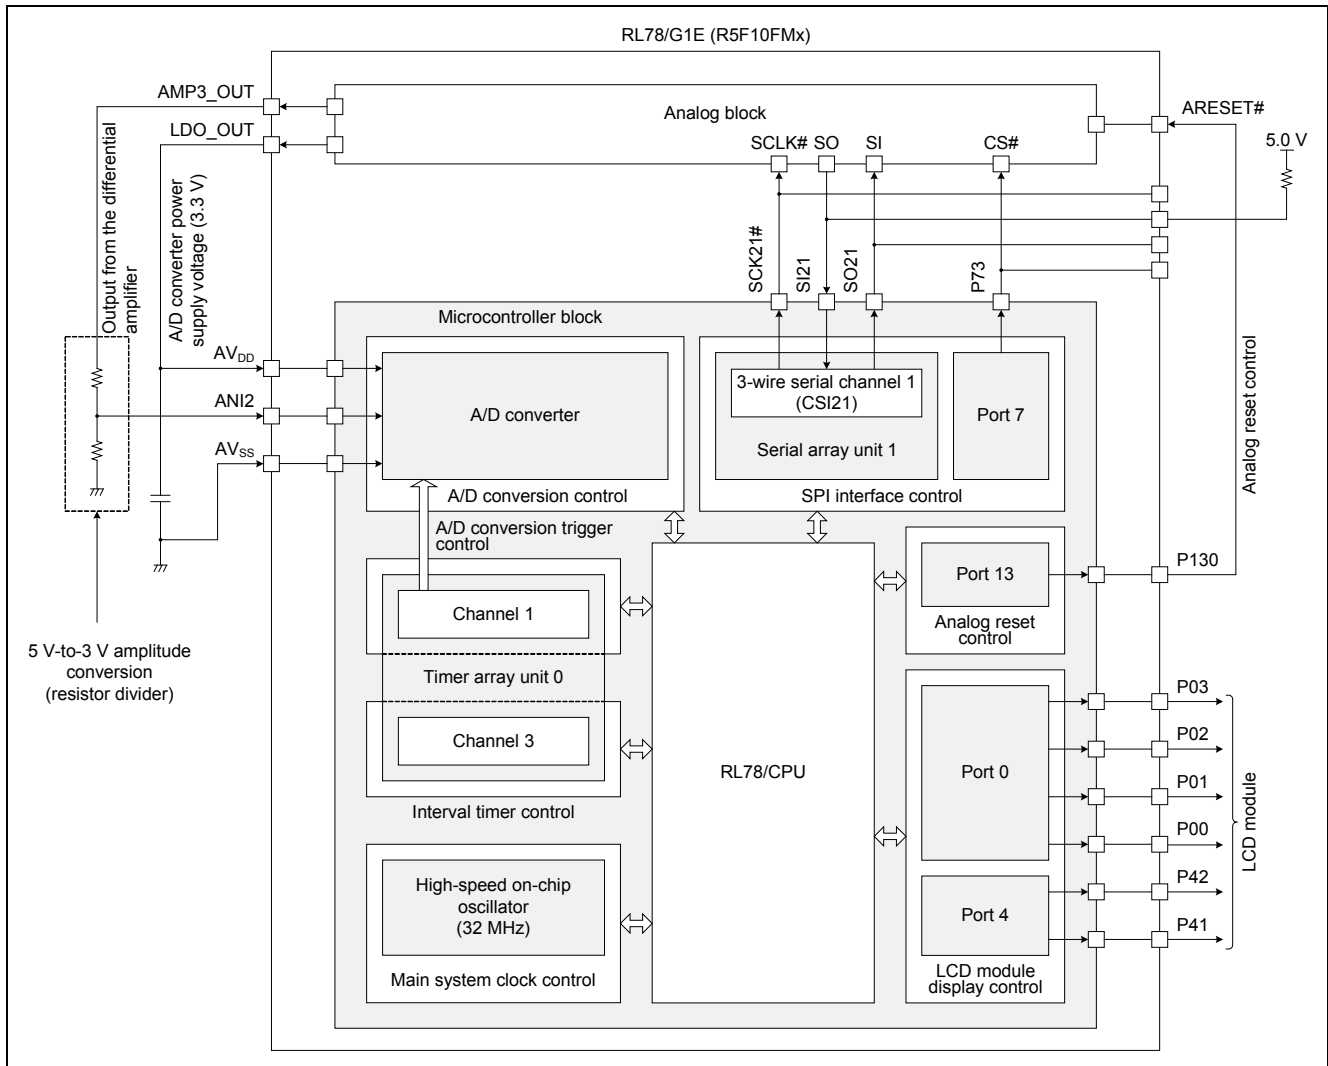 RL78/G1E (R5F10FMx)
AMP3_OUT
LDO_OUT
Analog block
SCLK#
SO
SI
CS#
ARESET#
5.0 V
Output from the differential
amplifier
A/D converter power
supply voltage (3.3 V)
SCK21#
SI21
SO21
P73
Analog reset control
Microcontroller block
AVDD
ANI2
AVSS
A/D converter
A/D conversion control
3-wire serial channel 1
(CSI21)
Serial array unit 1
Port 7
SPI interface control
A/D conversion trigger
control
Channel 1
Timer array unit 0
Channel 3
Interval timer control
RL78/CPU
Port 13
Analog reset
control
P130
5 V-to-3 V amplitude
conversion
(resistor divider)
Port 0
Port 4
LCD module
display control
P03
P02
P01
P00
P42
P41
LCD module
High-speed on-chip
oscillator
(32 MHz)
Main system clock control